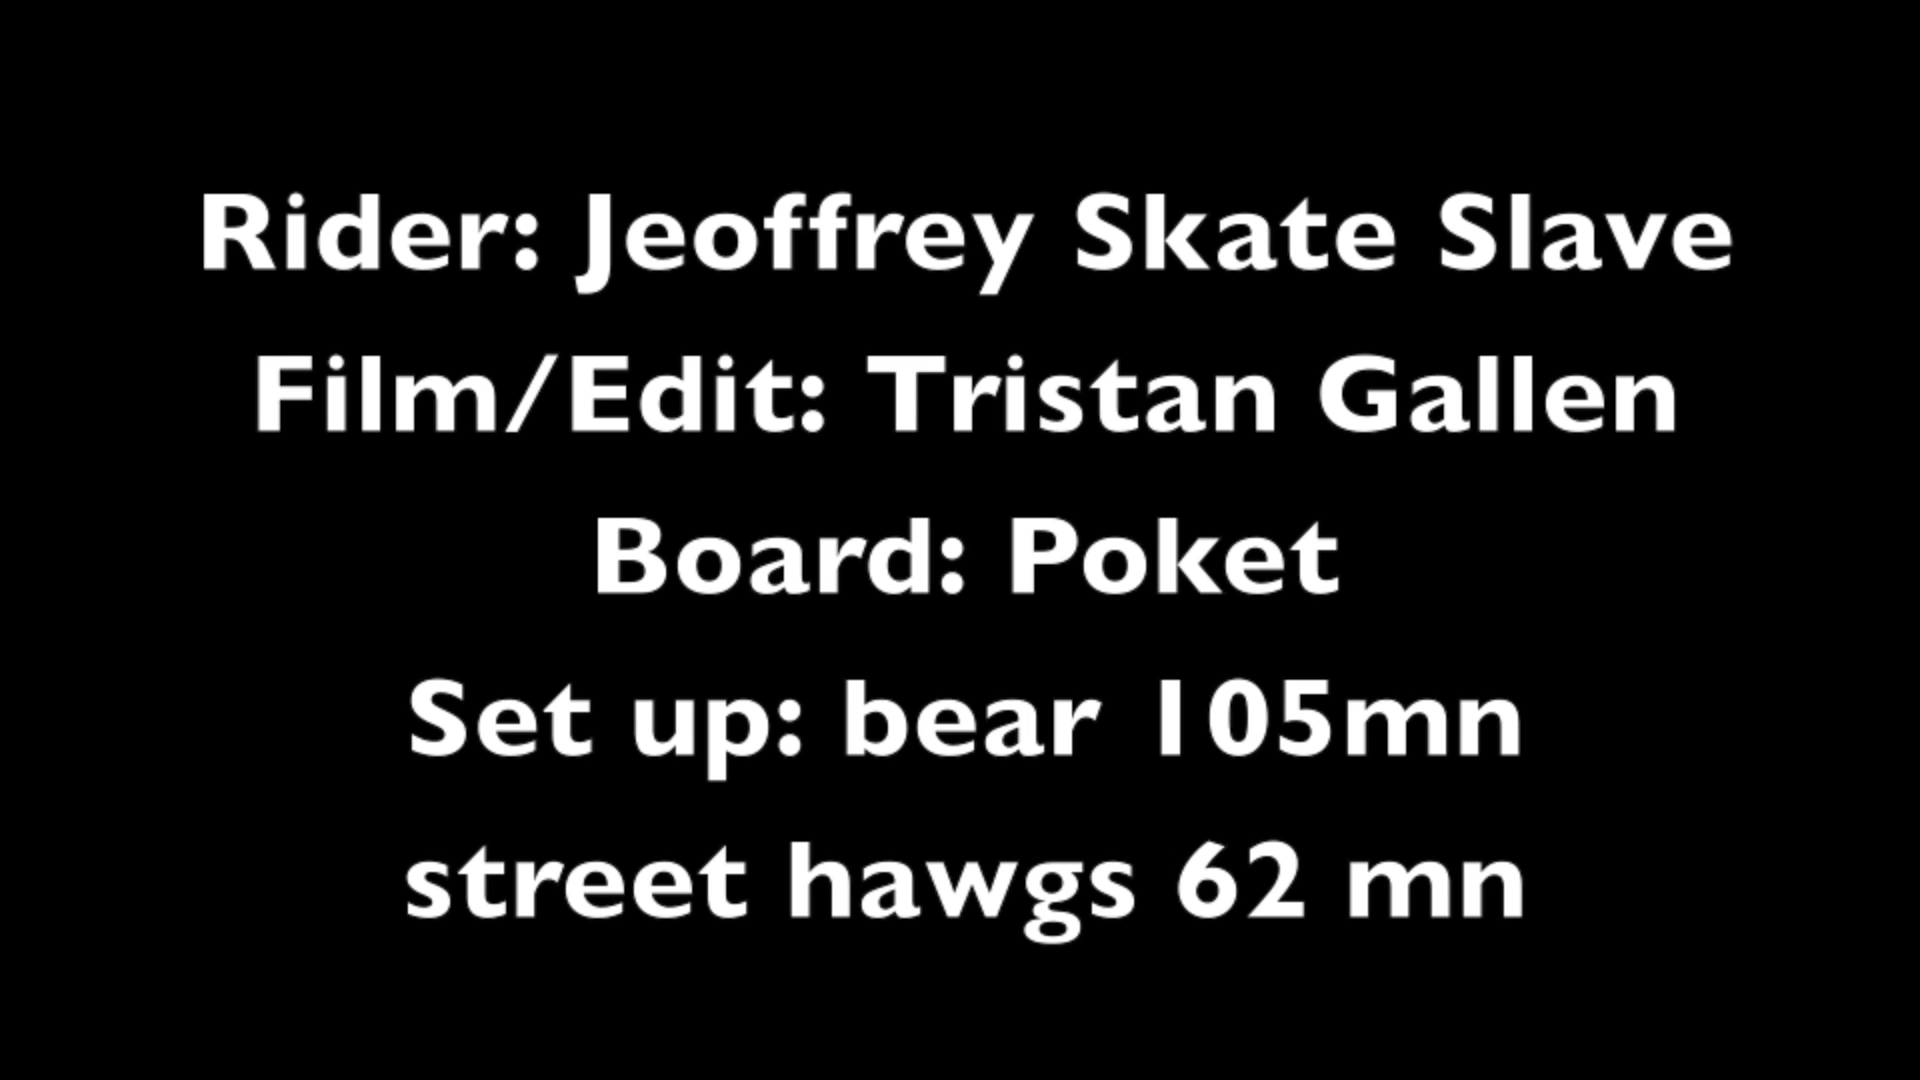 Rider: Jeoffrey Skate Slave
Film/Edit: Tristan Gallen
Board: Poket
Set up: bear 105mn
street hawgs 62 mn